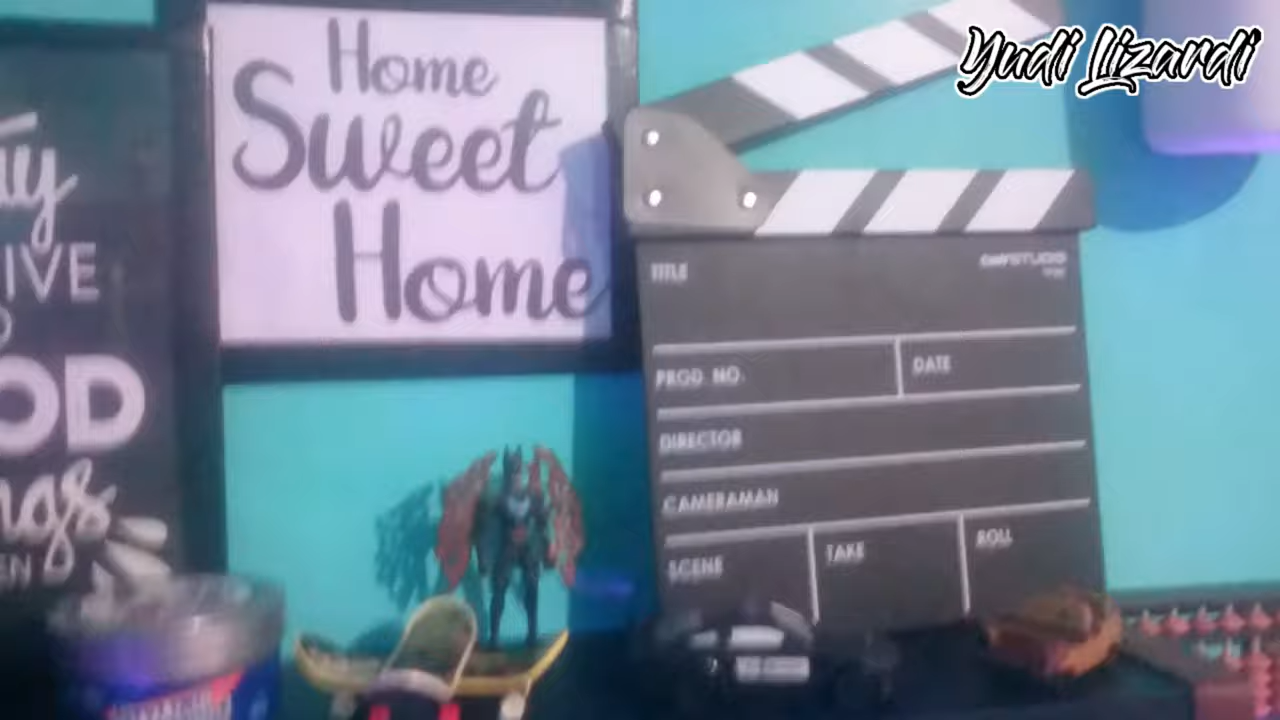 Yudi Lizardi
Home
Sweet
Home
IVE
OD
TITLE
PROD. NO.
DATE
DIRECTOR
CAMERAMAN
SCENE
TAKE
ROLL